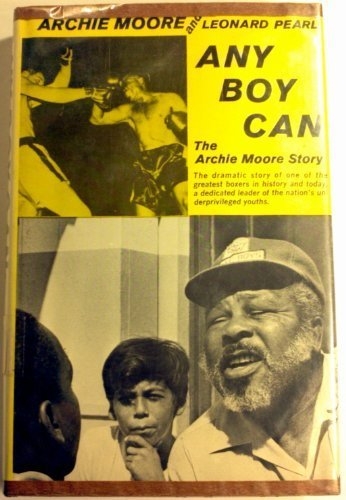 ARCHIE MOORE and LEONARD PEARL
ANY
BOY
CAN
The
Archie Moore Story
The dramatic story of one of the
greatest boxers in history and today,
a dedicated leader of the nation's un
derprivileged youths.